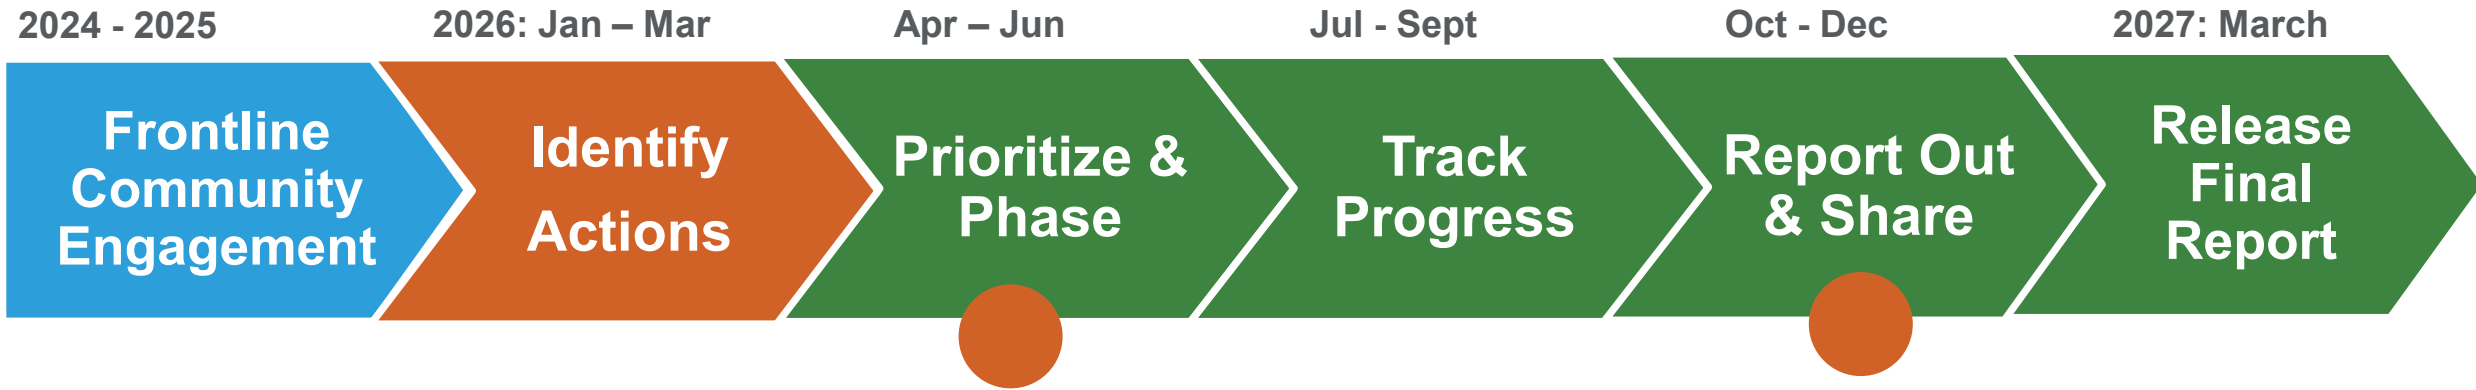 2024 - 2025
2026: Jan – Mar
Apr – Jun
Jul - Sept
Oct - Dec
2027: March
Frontline
Community
Engagement
Identify
Actions
Prioritize &
Phase
Track
Progress
Report Out
& Share
Release
Final
Report